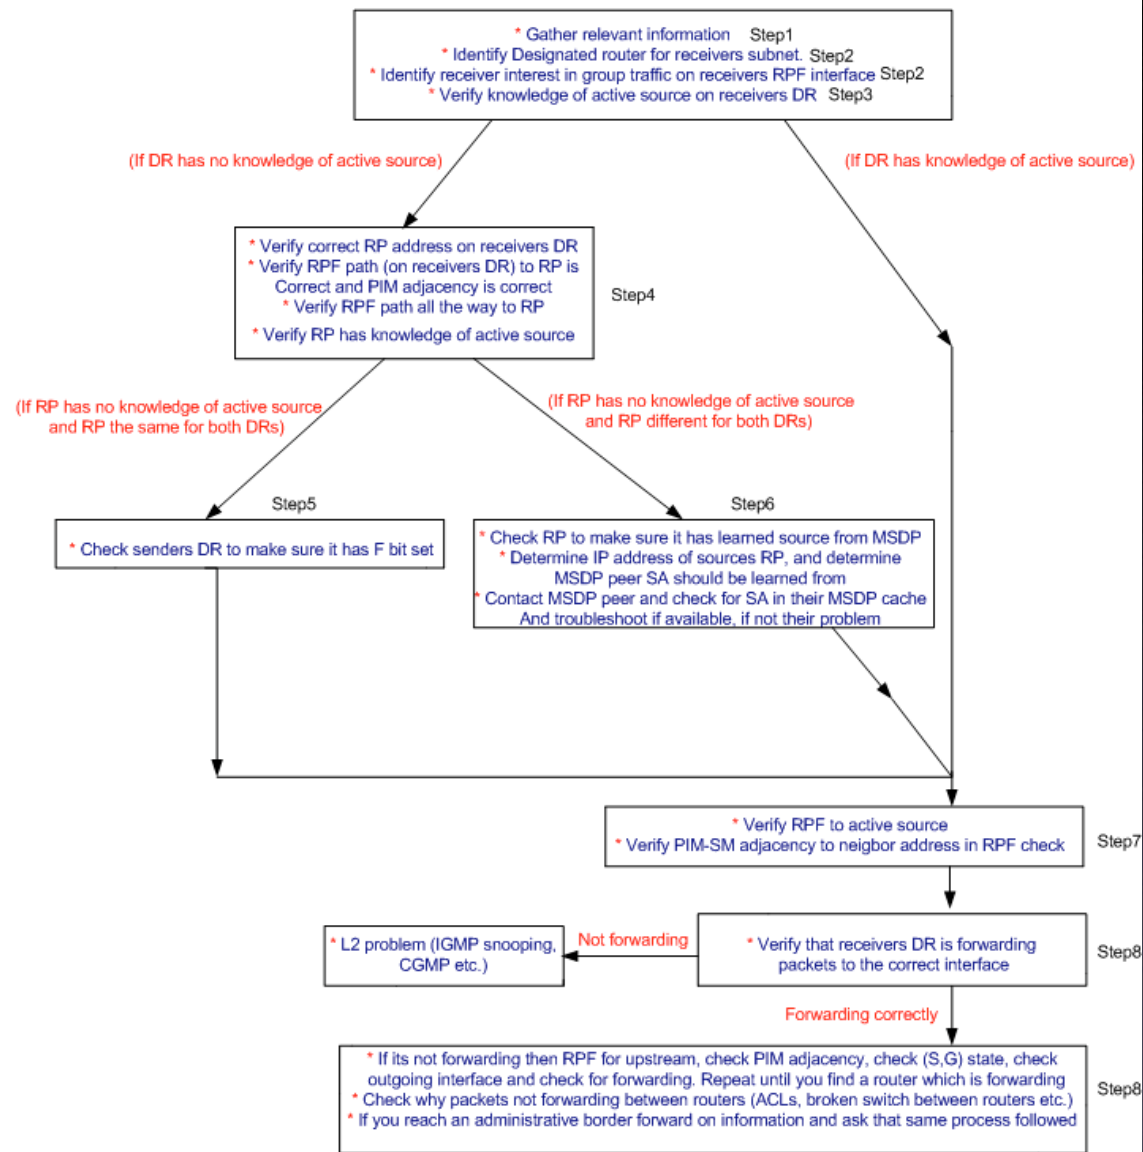 * Gather relevant information Step1
* Identify Designated router for receivers subnet. Step2
* Identify receiver interest in group traffic on receivers RPF interface Step2
* Verify knowledge of active source on receivers DR Step3
(If DR has no knowledge of active source)
(If DR has knowledge of active source)
* Verify correct RP address on receivers DR
* Verify RPF path (on receivers DR) to RP is
Correct and PIM adjacency is correct
* Verify RPF path all the way to RP
* Verify RP has knowledge of active source
Step4
(If RP has no knowledge of active source
and RP the same for both DRs)
(If RP has no knowledge of active source
and RP different for both DRs)
Step5
* Check senders DR to make sure it has F bit set
Step6
* Check RP to make sure it has learned source from MSDP
* Determine IP address of sources RP, and determine
MSDP peer SA should be learned from
* Contact MSDP peer and check for SA in their MSDP cache
And troubleshoot if available, if not their problem
* Verify RPF to active source
* Verify PIM-SM adjacency to neigbor address in RPF check
Step7
* L2 problem (IGMP snooping,
CGMP etc.)
Not forwarding
* Verify that receivers DR is forwarding
packets to the correct interface
Step8
Forwarding correctly
* If its not forwarding then RPF for upstream, check PIM adjacency, check (S,G) state, check
outgoing interface and check for forwarding. Repeat until you find a router which is forwarding
* Check why packets not forwarding between routers (ACLs, broken switch between routers etc.)
* If you reach an administrative border forward on information and ask that same process followed
Step8